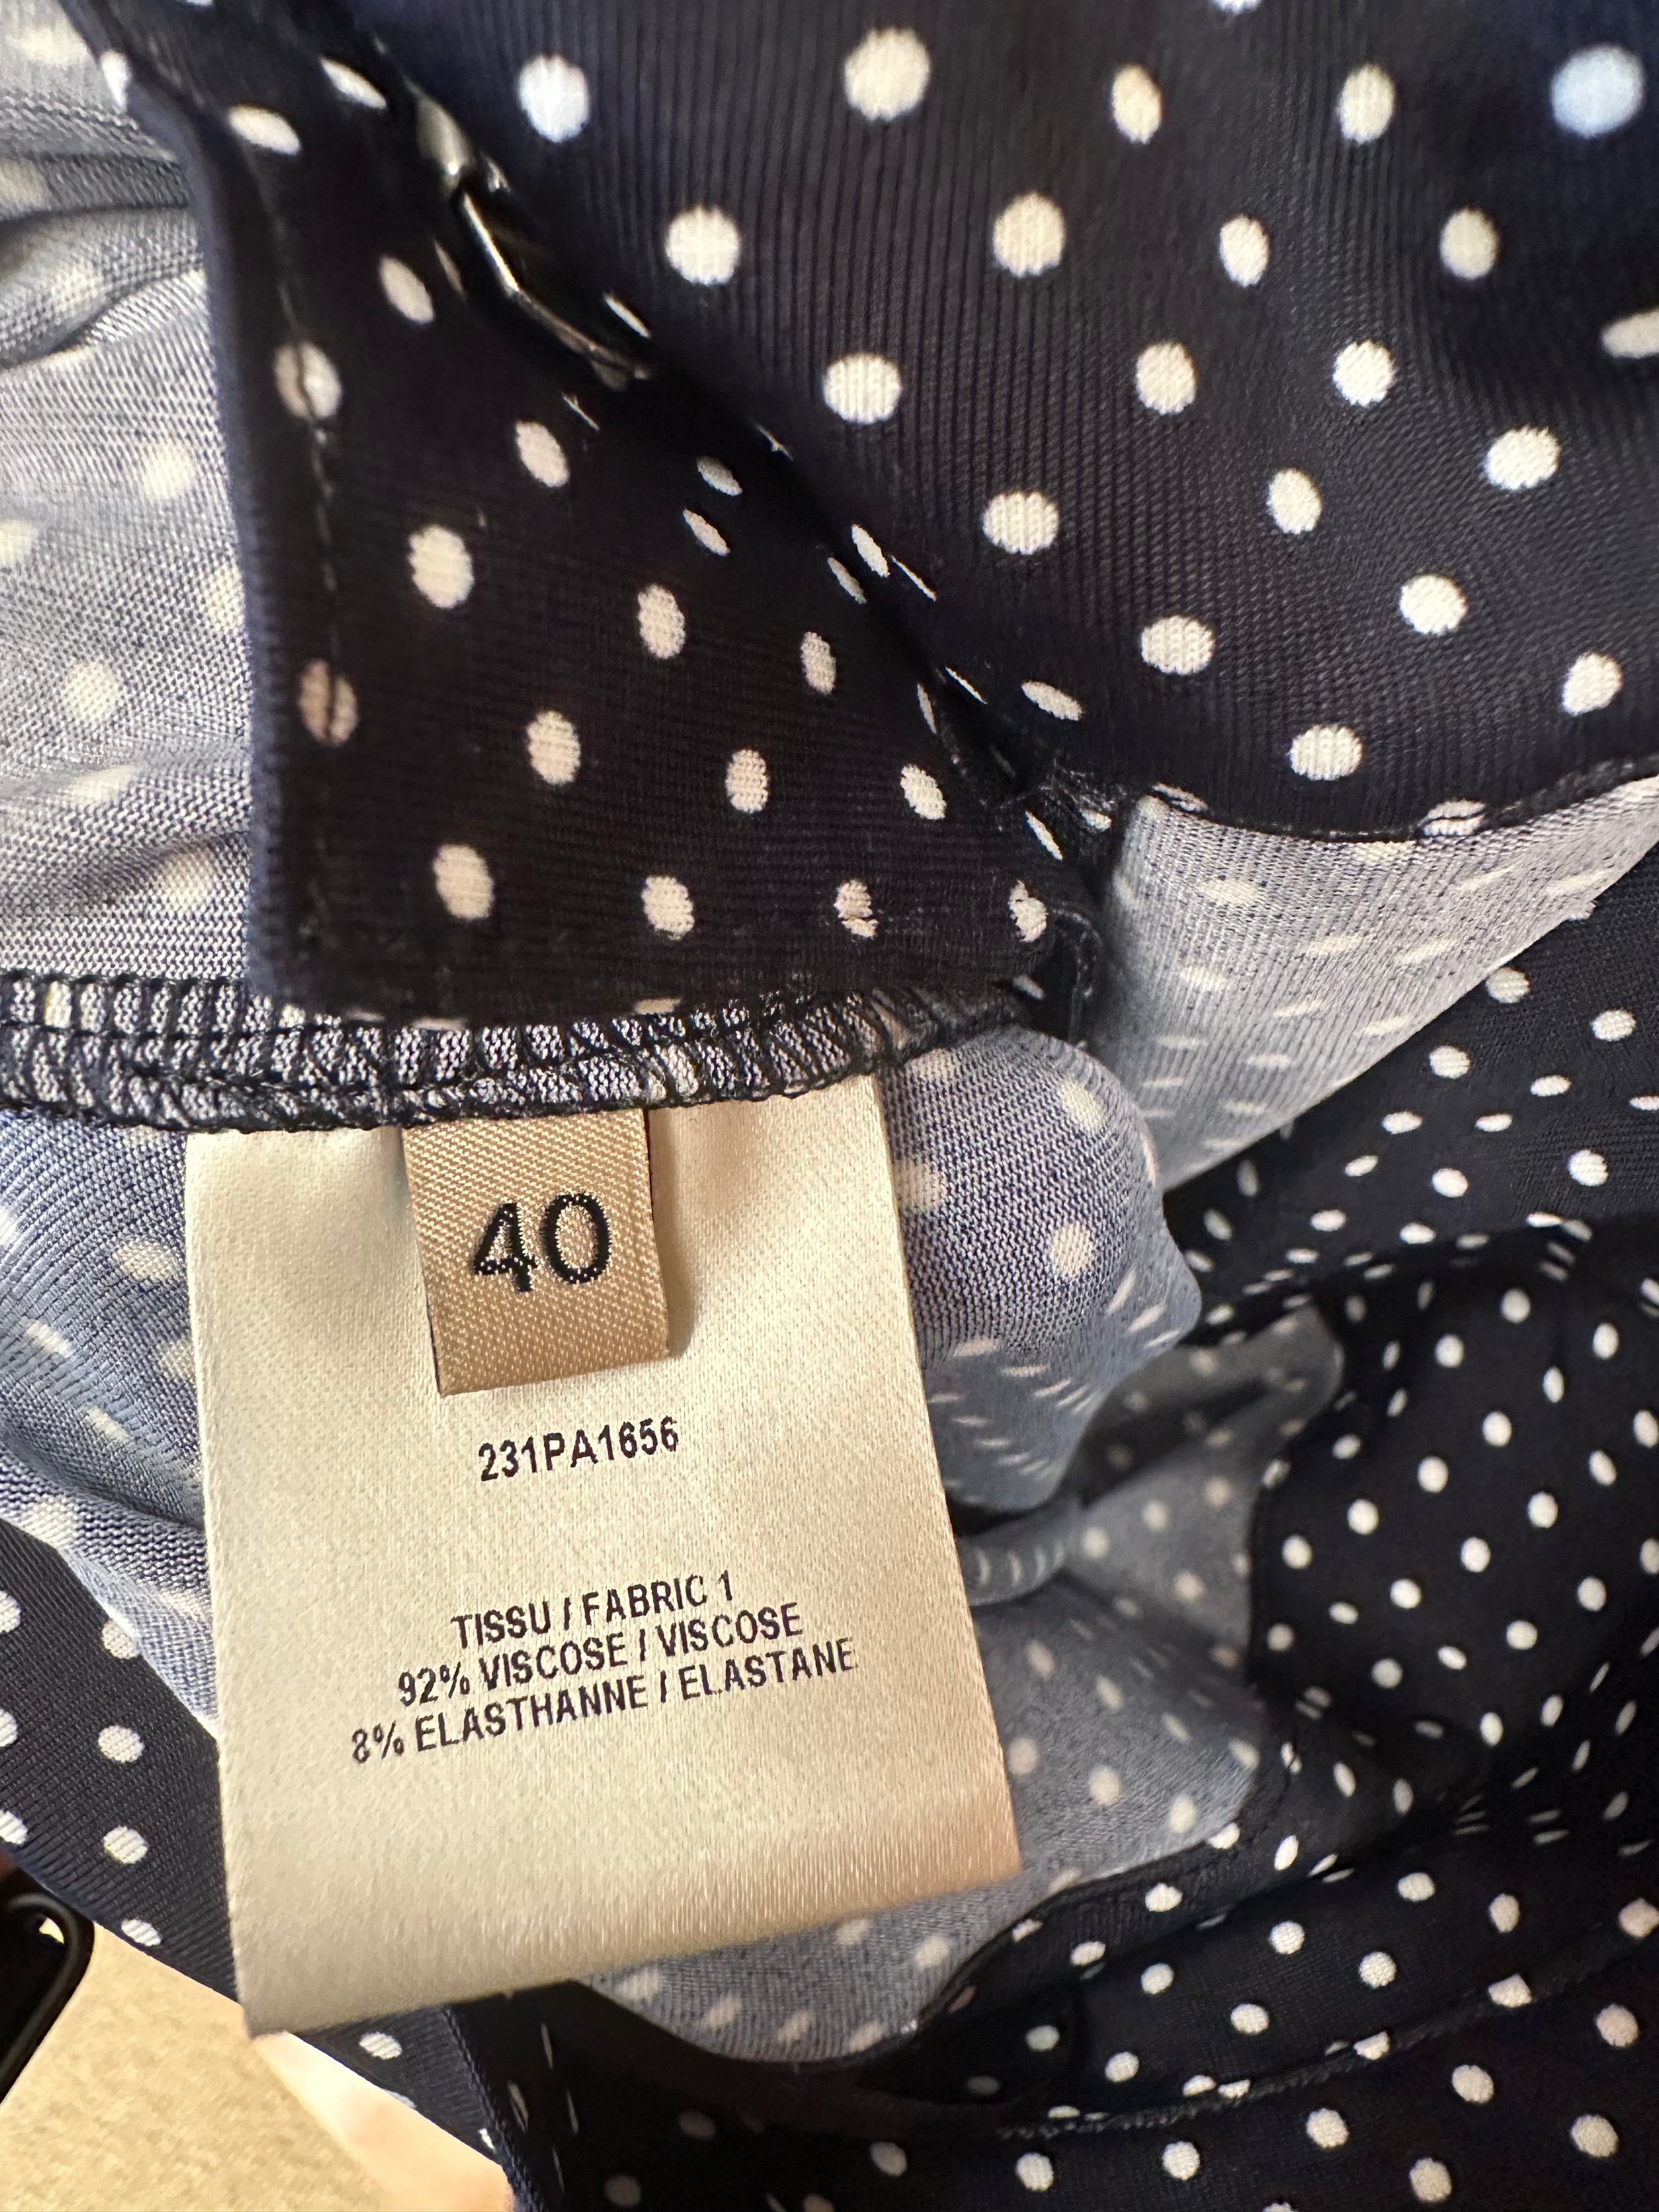 40
231PA1656
TISSU / FABRIC 1
92% VISCOSE / VISCOSE
8% ELASTHANNE / ELASTANE